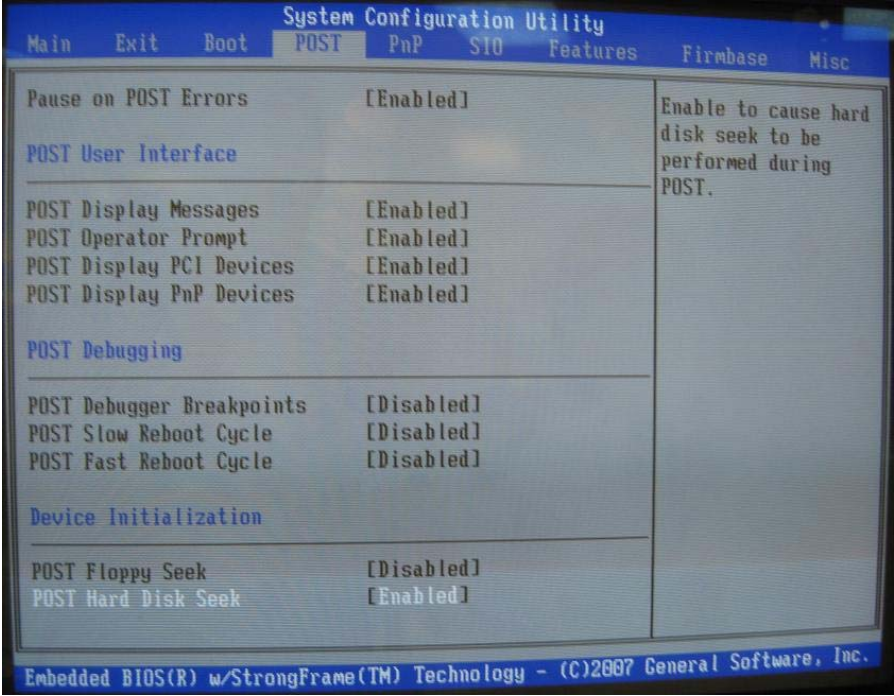 System Configuration Utility
Main Exit Boot POST PnP SIO Features Firmbase Misc
Pause on POST Errors [Enabled]
POST User Interface
POST Display Messages [Enabled]
POST Operator Prompt [Enabled]
POST Display PCI Devices [Enabled]
POST Display PnP Devices [Enabled]
POST Debugging
POST Debugger Breakpoints [Disabled]
POST Slow Reboot Cycle [Disabled]
POST Fast Reboot Cycle [Disabled]
Device Initialization
POST Floppy Seek [Disabled]
POST Hard Disk Seek [Enabled]
Enable to cause hard
disk seek to be
performed during
POST.
Embedded BIOS(R) w/StrongFrame(TM) Technology - (C)2007 General Software, Inc.